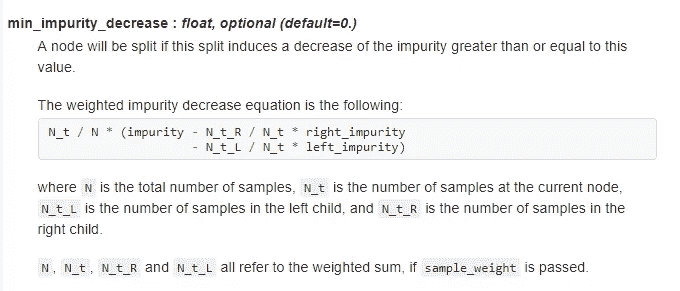 min_impurity_decrease : float, optional (default=0.)
A node will be split if this split induces a decrease of the impurity greater than or equal to this
value.
The weighted impurity decrease equation is the following:
N_t / N * (impurity - N_t_R / N_t * right_impurity
- N_t_L / N_t * left_impurity)
where N is the total number of samples, N_t is the number of samples at the current node,
N_t_L is the number of samples in the left child, and N_t_R is the number of samples in the
right child.
N, N_t, N_t_R and N_t_L all refer to the weighted sum, if sample_weight is passed.